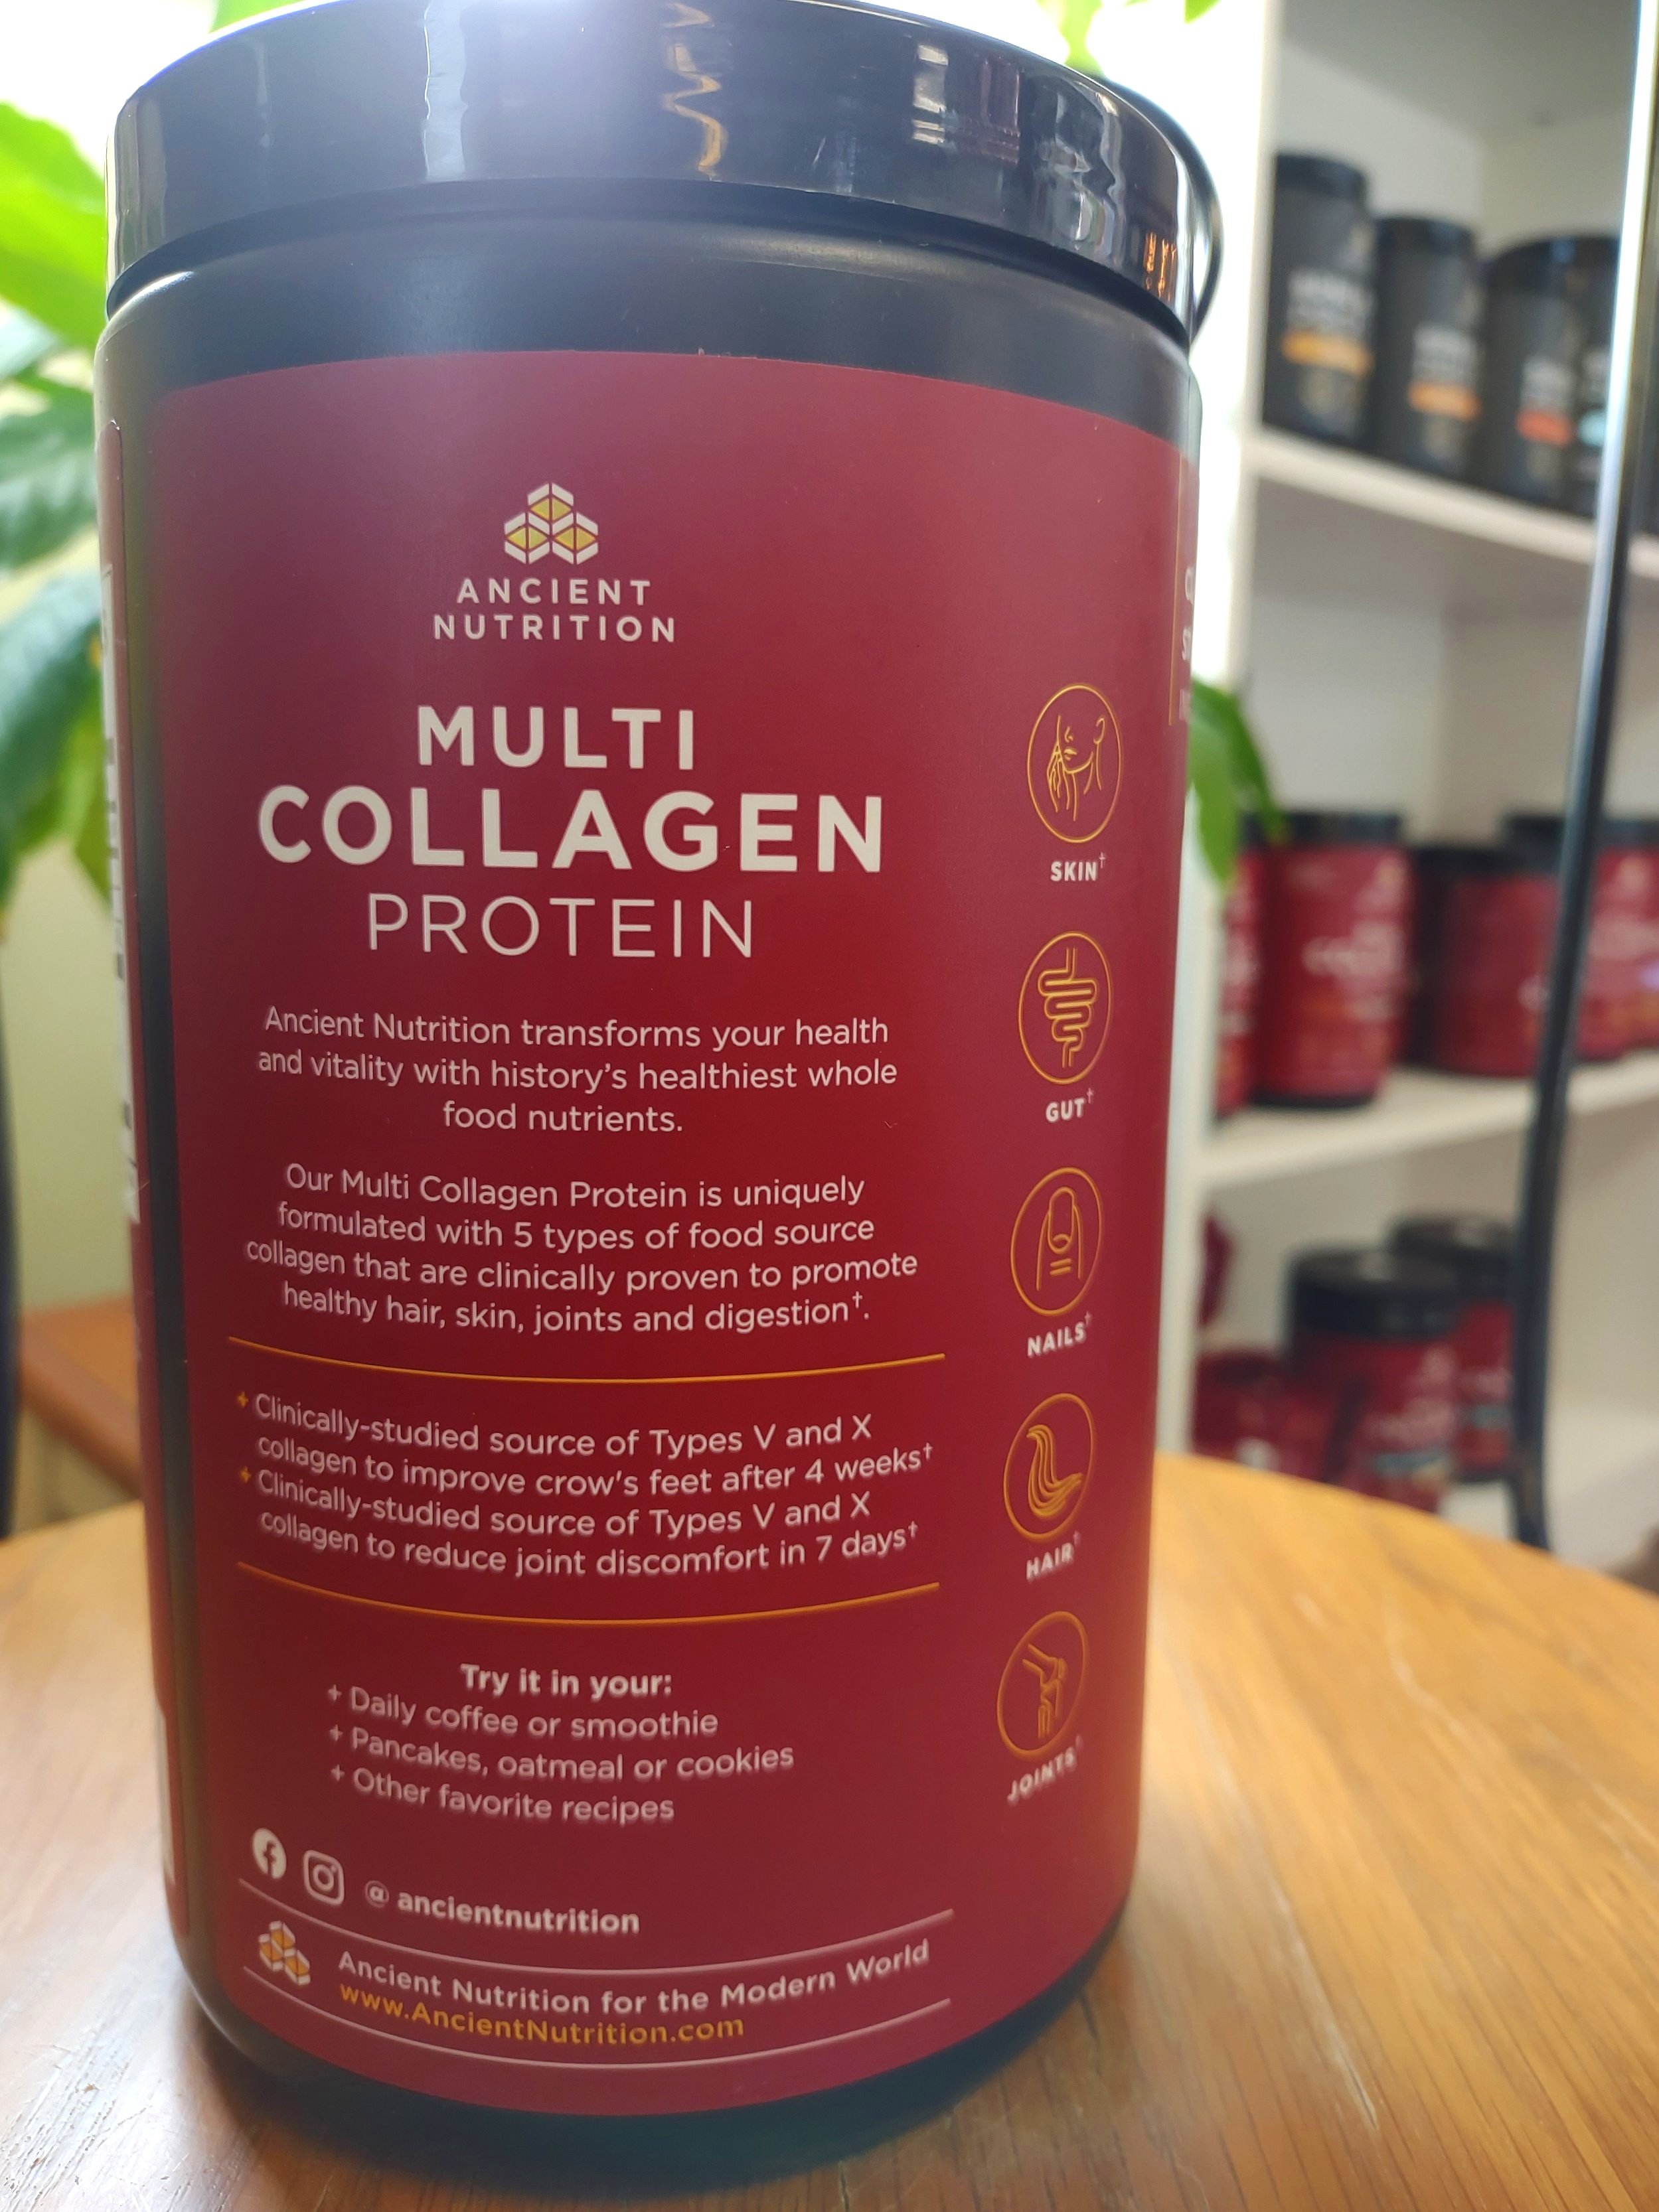 ANCIENT
NUTRITION
MULTI
COLLAGEN
PROTEIN
Ancient Nutrition transforms your health
and vitality with history's healthiest whole
food nutrients.
Our Multi Collagen Protein is uniquely
formulated with 5 types of food source
collagen that are clinically proven to promote
healthy hair, skin, joints and digestion†.
+ Clinically-studied source of Types V and X
collagen to improve crow's feet after 4 weeks†
+ Clinically-studied source of Types V and X
collagen to reduce joint discomfort in 7 days†
Try it in your:
+ Daily coffee or smoothie
+ Pancakes, oatmeal or cookies
+ Other favorite recipes
@ancientnutrition
Ancient Nutrition for the Modern World
www.AncientNutrition.com
SKIN†
GUT†
NAILS†
HAIR†
JOINTS†